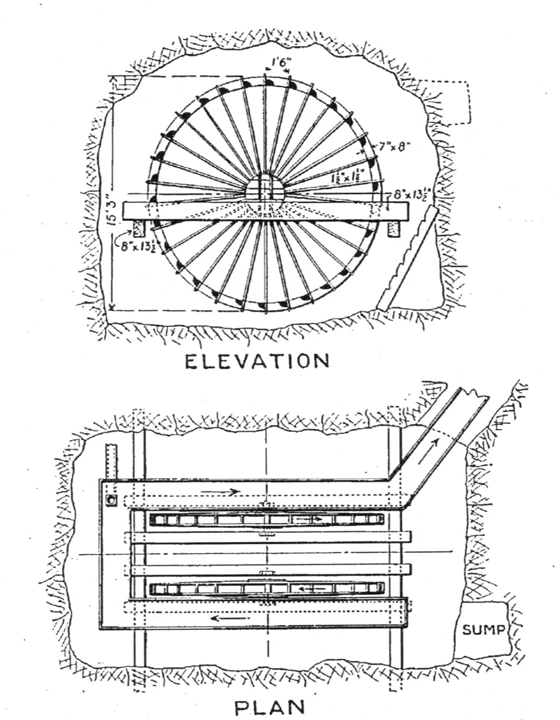 1'6"
7" x 8"
1½" x 1½"
8" x 13½"
15'3"
8" x 13½"
ELEVATION
SUMP
PLAN